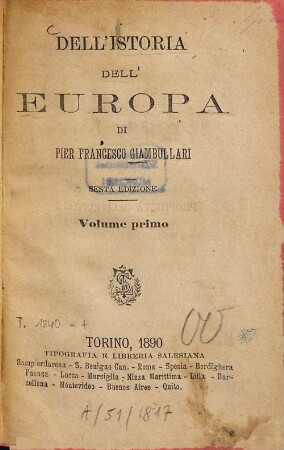 DELL'ISTORIA
DELL'
EUROPA
DI
PIER FRANCESCO GIAMBULLARI
SESTA EDIZIONE
Volume primo
T. 1840
TORINO, 1890
TIPOGRAFIA E LIBRERIA SALESIANA
Sampierdarena - S. Benigno Can. - Roma - Spezia - Bordighera
Faenza - Lucca - Marsiglia - Nizza Marittima - Lilla - Bar-
cellona - Montevideo - Buenos Aires - Quito.
A/51/1817